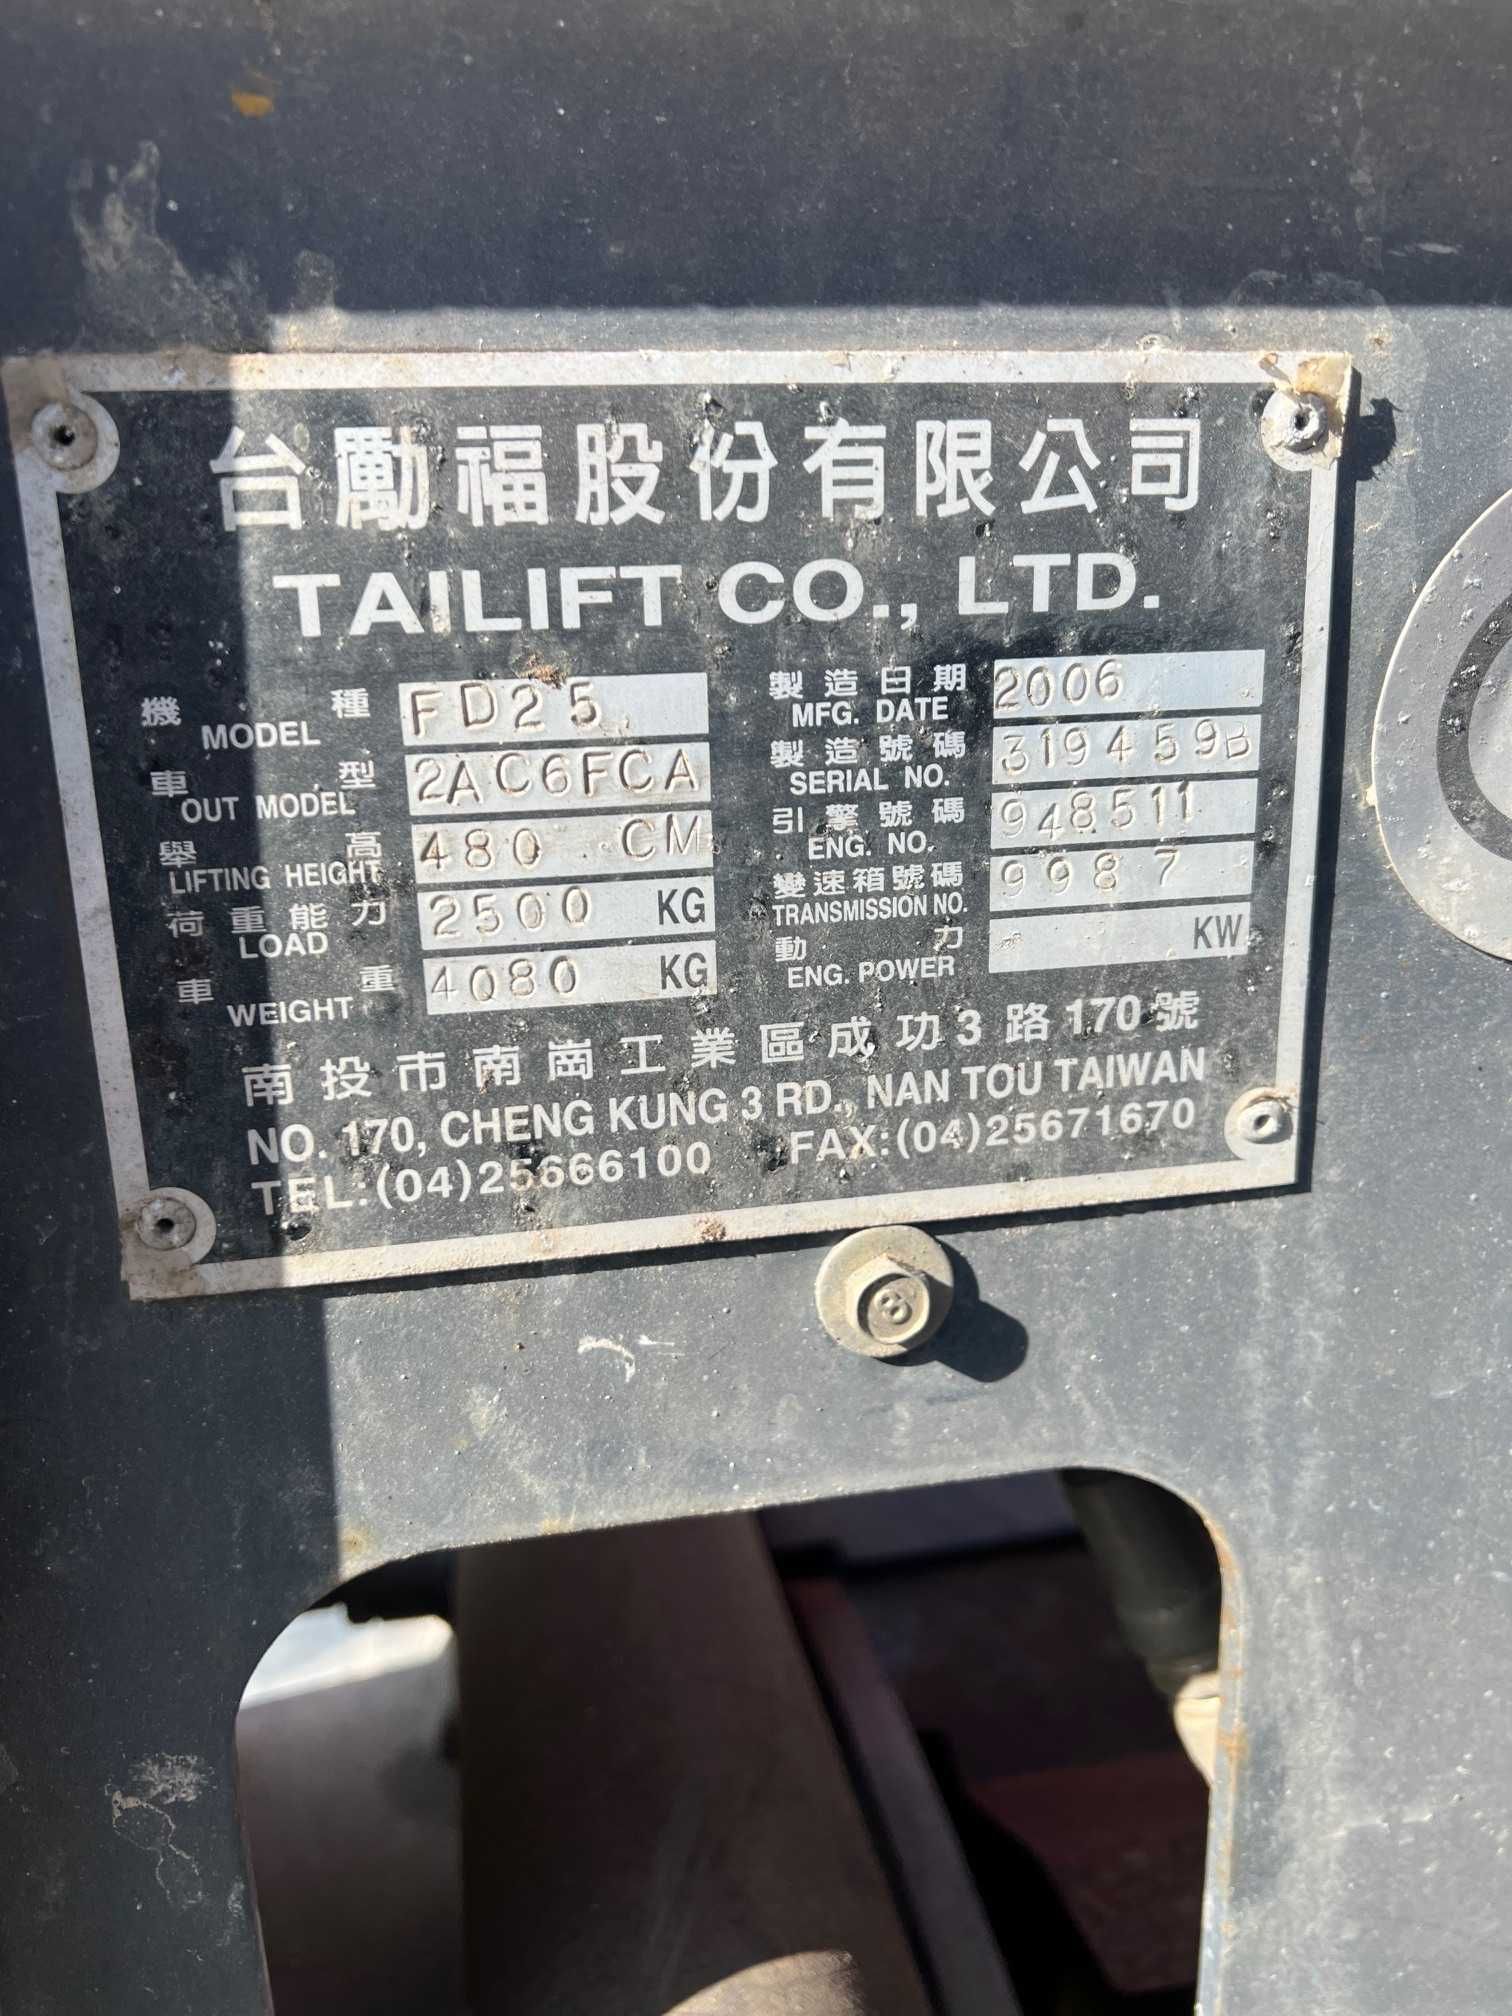 台勵福股份有限公司
TAILIFT CO., LTD.
機種 MODEL FD25
車型 OUT MODEL 2AC6FCA
舉高 LIFTING HEIGHT 480 CM
荷重能力 LOAD 2500 KG
車重 WEIGHT 4080 KG
製造日期 MFG. DATE 2006
製造號碼 SERIAL NO. 319459B
引擎號碼 ENG. NO. 948511
變速箱號碼 TRANSMISSION NO. 9987
動力 ENG. POWER KW
南投市南崗工業區成功3路170號
NO. 170, CHENG KUNG 3 RD., NAN TOU TAIWAN
TEL:(04)25666100 FAX:(04)25671670
8